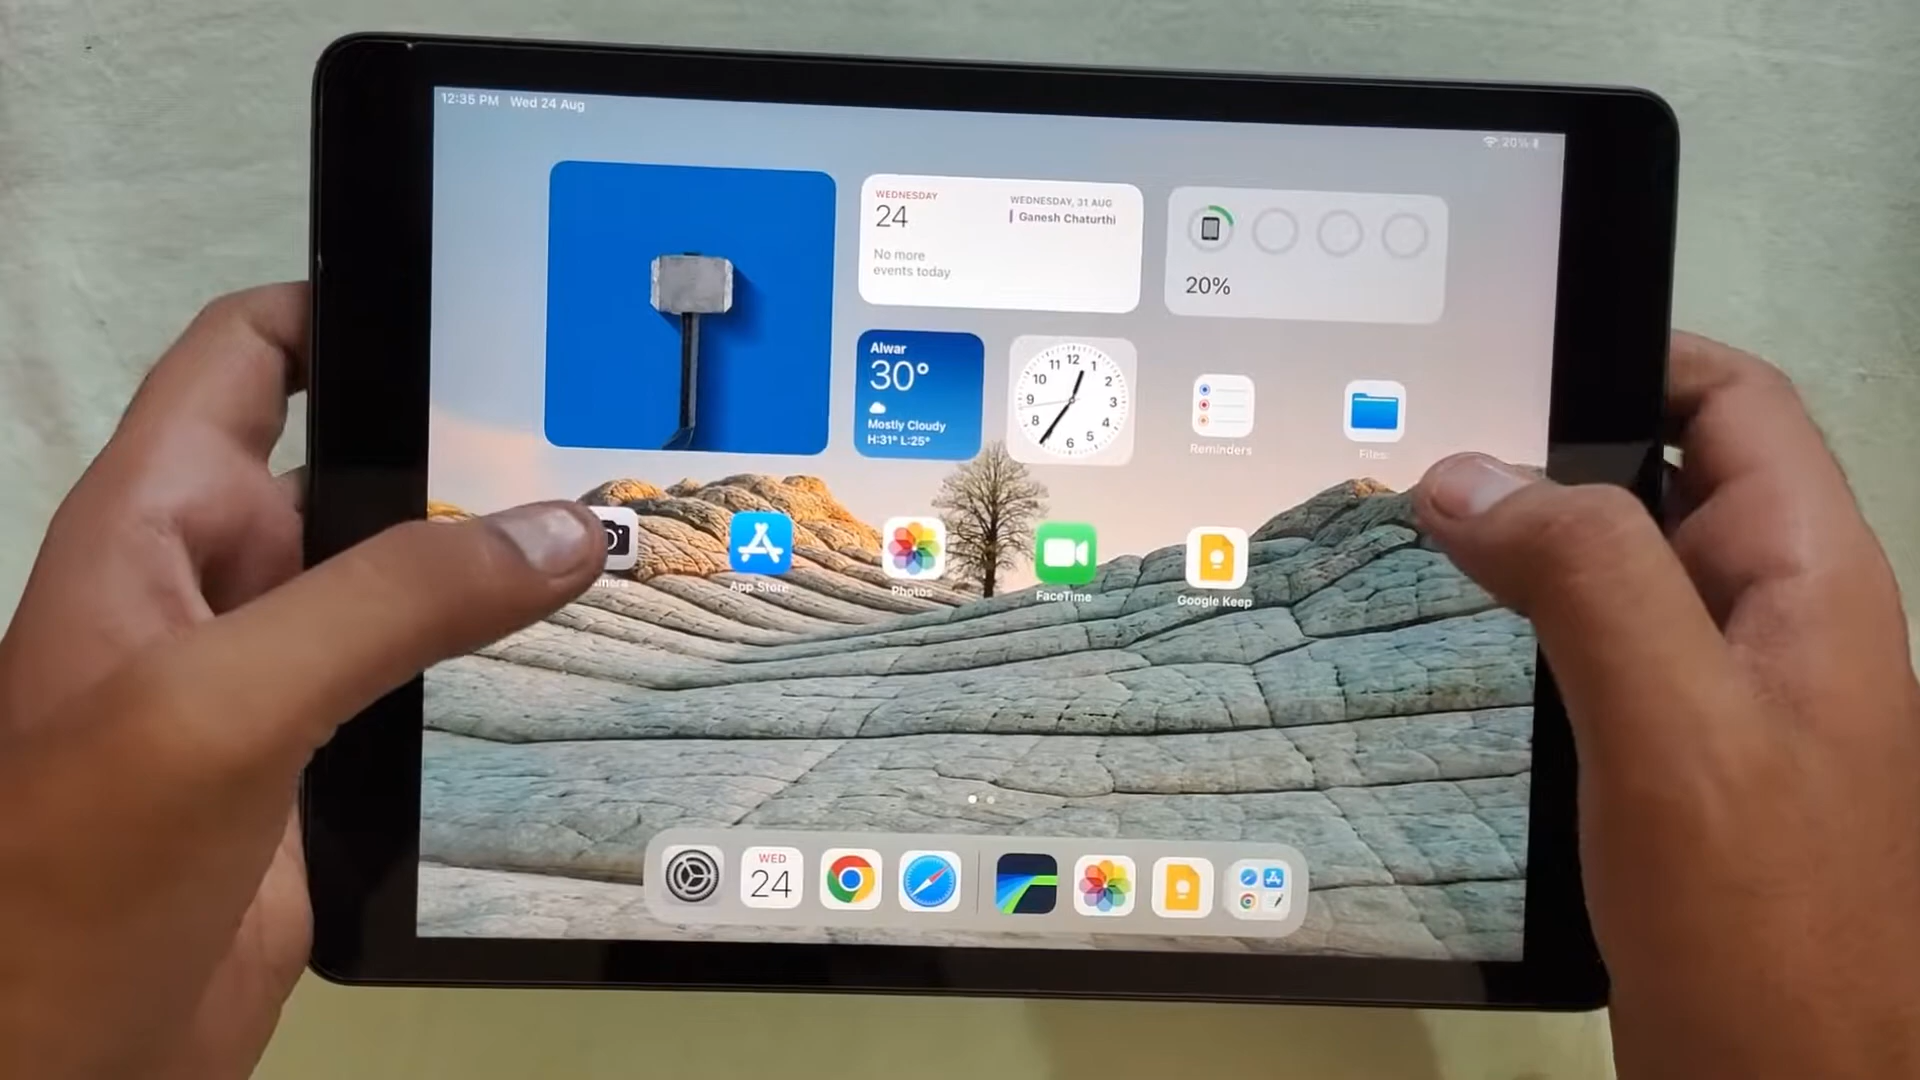 12:35 PM Wed 24 Aug
20%
WEDNESDAY
24
No more
events today
WEDNESDAY, 31 AUG
Ganesh Chaturthi
20%
Alwar
30°
Mostly Cloudy
H:31° L:25°
12
1
2
3
4
5
6
8
9
10
11
Reminders
Files
mera
App Store
Photos
FaceTime
Google Keep
WED
24